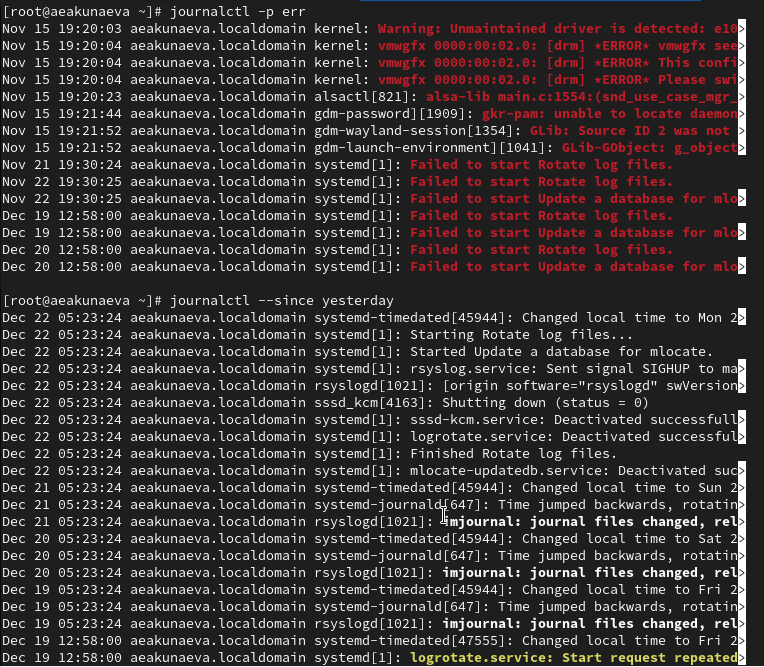 [root@aeakunaeva ~]# journalctl -p err
Nov 15 19:20:03 aeakunaeva.localdomain kernel: Warning: Unmaintained driver is detected: e10>
Nov 15 19:20:04 aeakunaeva.localdomain kernel: vmwgfx 0000:00:02.0: [drm] *ERROR* vmwgfx see>
Nov 15 19:20:04 aeakunaeva.localdomain kernel: vmwgfx 0000:00:02.0: [drm] *ERROR* This confi>
Nov 15 19:20:04 aeakunaeva.localdomain kernel: vmwgfx 0000:00:02.0: [drm] *ERROR* Please swi>
Nov 15 19:20:23 aeakunaeva.localdomain alsactl[821]: alsa-lib main.c:1554:(snd_use_case_mgr_>
Nov 15 19:21:44 aeakunaeva.localdomain gdm-password][1909]: gkr-pam: unable to locate daemon>
Nov 15 19:21:52 aeakunaeva.localdomain gdm-wayland-session[1354]: GLib: Source ID 2 was not >
Nov 15 19:21:52 aeakunaeva.localdomain gdm-launch-environment][1041]: GLib-GObject: g_object>
Nov 21 19:30:24 aeakunaeva.localdomain systemd[1]: Failed to start Rotate log files.
Nov 22 19:30:25 aeakunaeva.localdomain systemd[1]: Failed to start Rotate log files.
Nov 22 19:30:25 aeakunaeva.localdomain systemd[1]: Failed to start Update a database for mlo>
Dec 19 12:58:00 aeakunaeva.localdomain systemd[1]: Failed to start Rotate log files.
Dec 19 12:58:00 aeakunaeva.localdomain systemd[1]: Failed to start Update a database for mlo>
Dec 20 12:58:00 aeakunaeva.localdomain systemd[1]: Failed to start Rotate log files.
Dec 20 12:58:00 aeakunaeva.localdomain systemd[1]: Failed to start Update a database for mlo>
[root@aeakunaeva ~]# journalctl --since yesterday
Dec 22 05:23:24 aeakunaeva.localdomain systemd-timedated[45944]: Changed local time to Mon 2>
Dec 22 05:23:24 aeakunaeva.localdomain systemd[1]: Starting Rotate log files...
Dec 22 05:23:24 aeakunaeva.localdomain systemd[1]: Started Update a database for mlocate.
Dec 22 05:23:24 aeakunaeva.localdomain systemd[1]: rsyslog.service: Sent signal SIGHUP to ma>
Dec 22 05:23:24 aeakunaeva.localdomain rsyslogd[1021]: [origin software="rsyslogd" swVersion>
Dec 22 05:23:24 aeakunaeva.localdomain sssd_kcm[4163]: Shutting down (status = 0)
Dec 22 05:23:24 aeakunaeva.localdomain systemd[1]: sssd-kcm.service: Deactivated successfull>
Dec 22 05:23:24 aeakunaeva.localdomain systemd[1]: logrotate.service: Deactivated successful>
Dec 22 05:23:24 aeakunaeva.localdomain systemd[1]: Finished Rotate log files.
Dec 22 05:23:24 aeakunaeva.localdomain systemd[1]: mlocate-updatedb.service: Deactivated suc>
Dec 21 05:23:24 aeakunaeva.localdomain systemd-timedated[45944]: Changed local time to Sun 2>
Dec 21 05:23:24 aeakunaeva.localdomain systemd-journald[647]: Time jumped backwards, rotatin>
Dec 21 05:23:24 aeakunaeva.localdomain rsyslogd[1021]: imjournal: journal files changed, rel>
Dec 20 05:23:24 aeakunaeva.localdomain systemd-timedated[45944]: Changed local time to Sat 2>
Dec 20 05:23:24 aeakunaeva.localdomain systemd-journald[647]: Time jumped backwards, rotatin>
Dec 20 05:23:24 aeakunaeva.localdomain rsyslogd[1021]: imjournal: journal files changed, rel>
Dec 19 05:23:24 aeakunaeva.localdomain systemd-timedated[45944]: Changed local time to Fri 2>
Dec 19 05:23:24 aeakunaeva.localdomain systemd-journald[647]: Time jumped backwards, rotatin>
Dec 19 05:23:24 aeakunaeva.localdomain rsyslogd[1021]: imjournal: journal files changed, rel>
Dec 19 12:58:00 aeakunaeva.localdomain systemd-timedated[47555]: Changed local time to Fri 2>
Dec 19 12:58:00 aeakunaeva.localdomain systemd[1]: logrotate.service: Start request repeated>